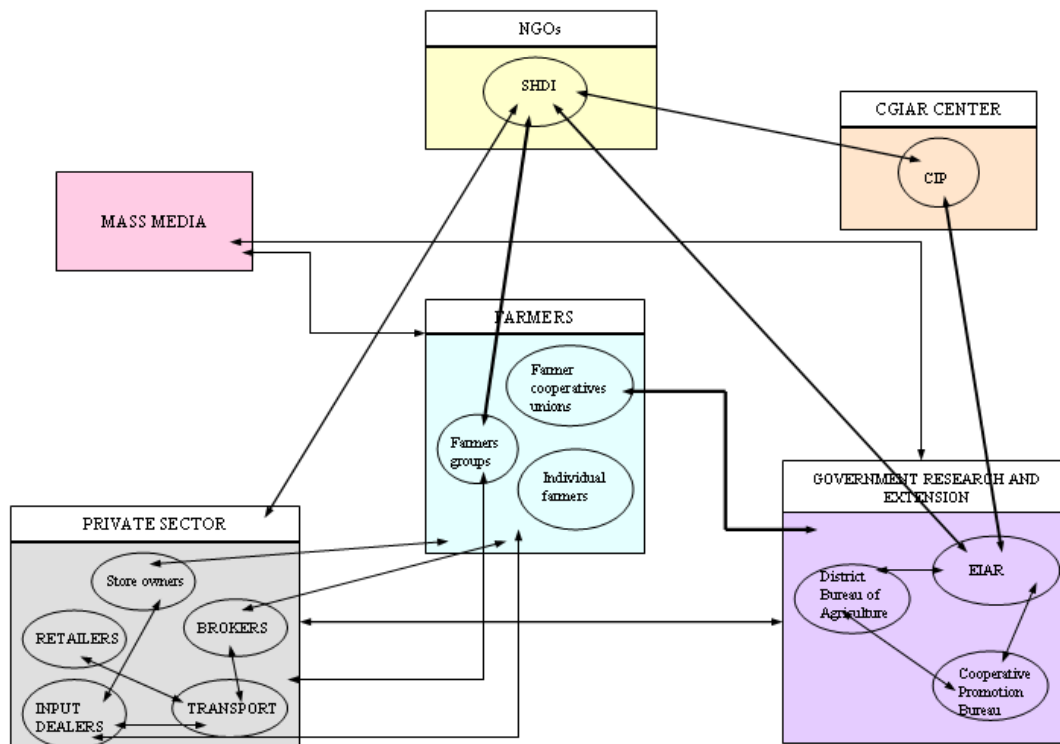 NGOs
SHDI
CGIAR CENTER
CIP
MASS MEDIA
FARMERS
Farmer
cooperatives
unions
Farmers
groups
Individual
farmers
GOVERNMENT RESEARCH AND
EXTENSION
EIAR
District
Bureau of
Agriculture
Cooperative
Promotion
Bureau
PRIVATE SECTOR
Store owners
BROKERS
RETAILERS
INPUT
DEALERS
TRANSPORT